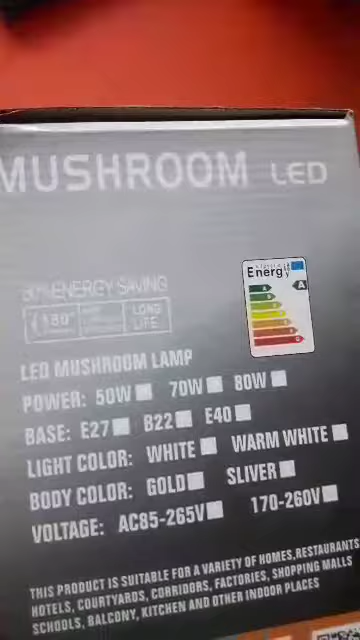 MUSHROOM LED
ENERGY SAVING
Energy
A
180°
LONG
LIFE
LED MUSHROOM LAMP
POWER: 50W 70W 80W
BASE: E27 B22 E40
LIGHT COLOR: WHITE WARM WHITE
BODY COLOR: GOLD SLIVER
VOLTAGE: AC85-265V 170-260V
THIS PRODUCT IS SUITABLE FOR A VARIETY OF HOMES,RESTAURANTS
HOTELS, COURTYARDS, CORRIDORS, FACTORIES, SHOPPING MALLS
SCHOOLS, BALCONY, KITCHEN AND OTHER INDOOR PLACES